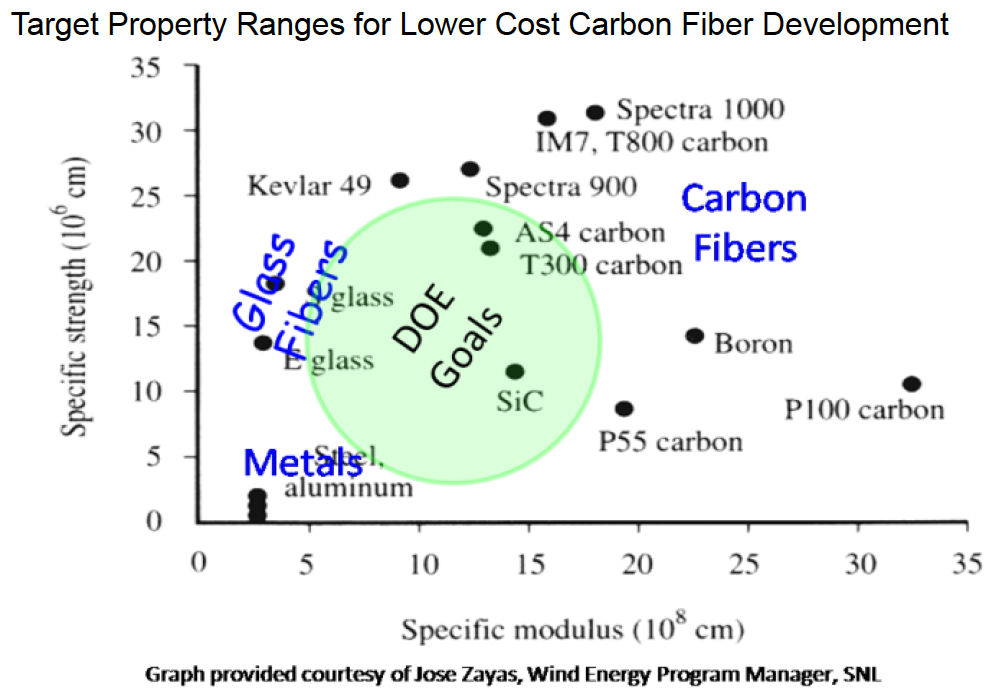 Target Property Ranges for Lower Cost Carbon Fiber Development
35
30
25
20
15
10
5
0
Specific strength (10⁶ cm)
Spectra 1000
IM7, T800 carbon
Kevlar 49
Spectra 900
Carbon
Fibers
AS4 carbon
T300 carbon
Glass
Fibers
glass
DOE
Goals
E glass
Boron
SiC
P100 carbon
P55 carbon
Metals
Steel,
aluminum
0 5 10 15 20 25 30 35
Specific modulus (10⁸ cm)
Graph provided courtesy of Jose Zayas, Wind Energy Program Manager, SNL